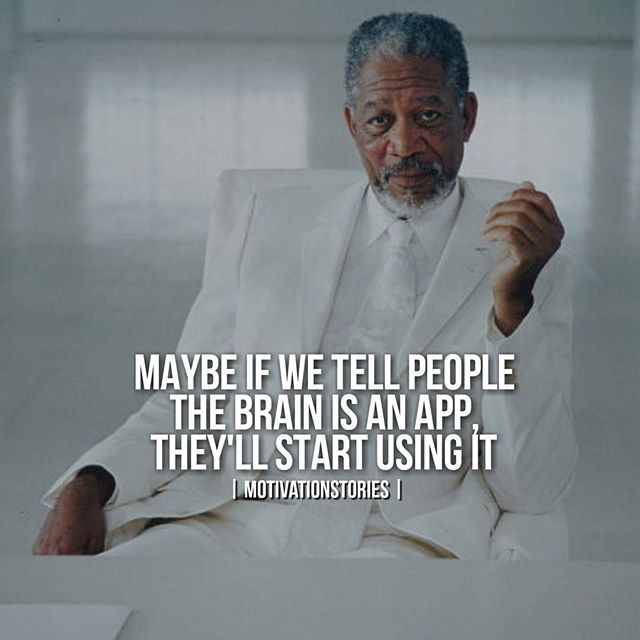 MAYBE IF WE TELL PEOPLE
THE BRAIN IS AN APP,
THEY'LL START USING IT
| MOTIVATIONSTORIES |